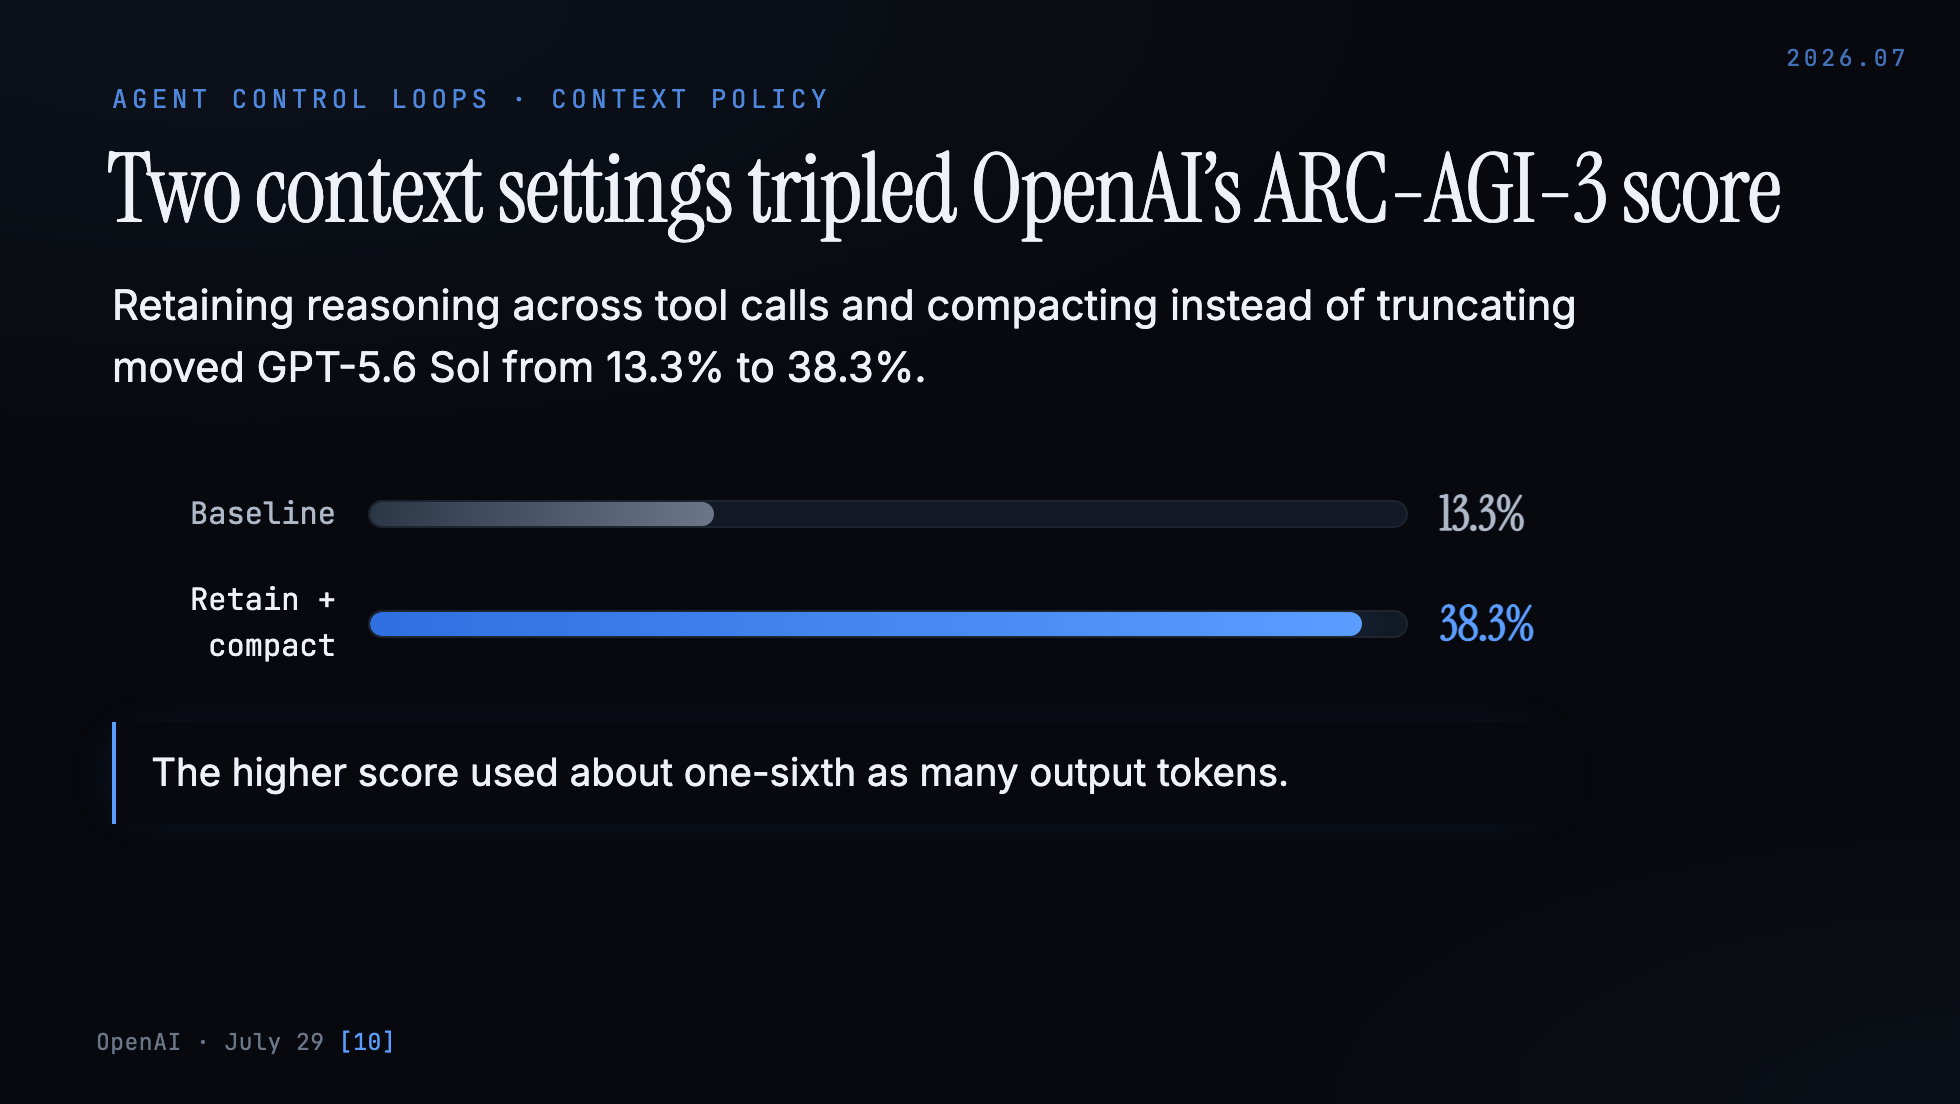 2026.07
AGENT CONTROL LOOPS · CONTEXT POLICY
Two context settings tripled OpenAI’s ARC-AGI-3 score
Retaining reasoning across tool calls and compacting instead of truncating
moved GPT-5.6 Sol from 13.3% to 38.3%.
Baseline 13.3%
Retain +
compact 38.3%
The higher score used about one-sixth as many output tokens.
OpenAI · July 29 [10]